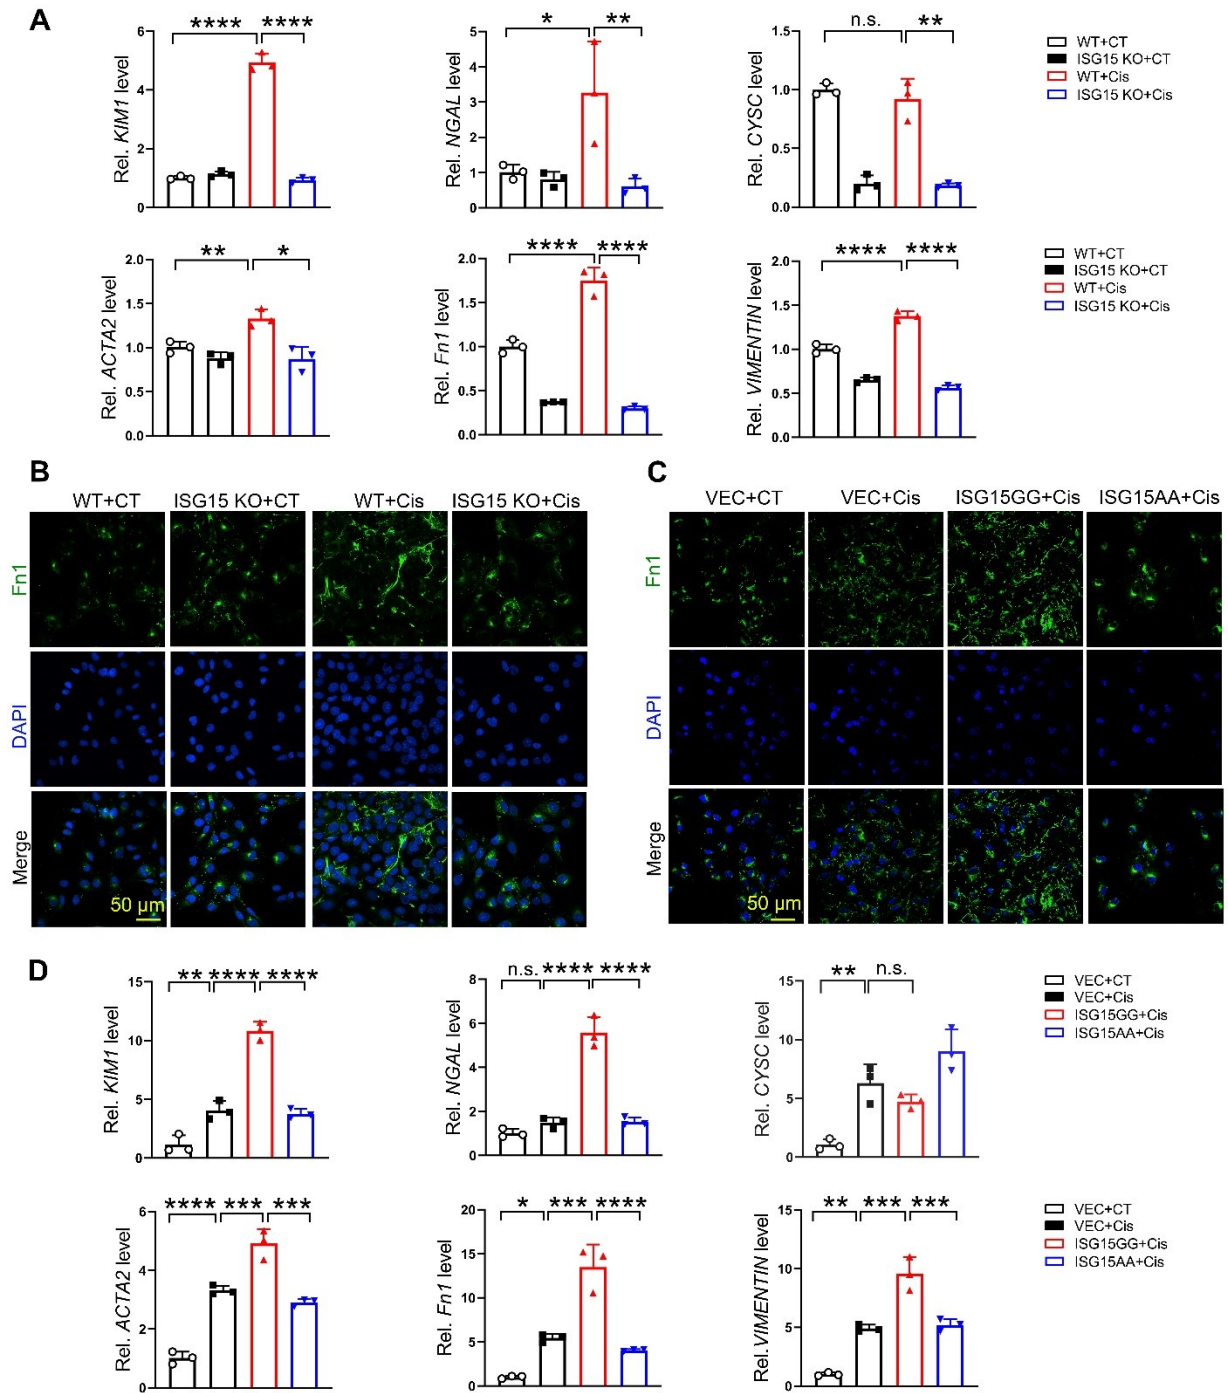 A
**** ****
Rel. KIM1 level
6
4
2
0
* **
Rel. NGAL level
5
4
3
2
1
0
n.s. **
Rel. CYSC level
1.5
1.0
0.5
0.0
WT+CT
ISG15 KO+CT
WT+Cis
ISG15 KO+Cis
** *
Rel. ACTA2 level
2.0
1.5
1.0
0.5
0.0
**** ****
Rel. Fn1 level
2.0
1.5
1.0
0.5
0.0
**** ****
Rel. VIMENTIN level
2.0
1.5
1.0
0.5
0.0
WT+CT
ISG15 KO+CT
WT+Cis
ISG15 KO+Cis
B
WT+CT ISG15 KO+CT WT+Cis ISG15 KO+Cis
Fn1
DAPI
Merge
50 µm
C
VEC+CT VEC+Cis ISG15GG+Cis ISG15AA+Cis
Fn1
DAPI
Merge
50 µm
D
** **** ****
Rel. KIM1 level
15
10
5
0
n.s. **** ****
Rel. NGAL level
8
6
4
2
0
** n.s.
Rel. CYSC level
15
10
5
0
VEC+CT
VEC+Cis
ISG15GG+Cis
ISG15AA+Cis
**** *** ***
Rel. ACTA2 level
6
4
2
0
* *** ****
Rel. Fn1 level
20
15
10
5
0
** *** ***
Rel. VIMENTIN level
15
10
5
0
VEC+CT
VEC+Cis
ISG15GG+Cis
ISG15AA+Cis